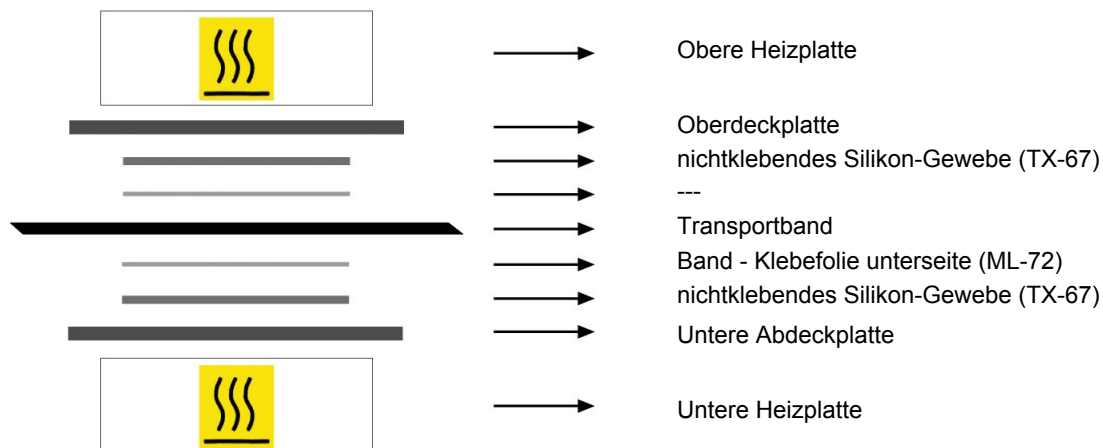 Obere Heizplatte
Oberdeckplatte
nichtklebendes Silikon-Gewebe (TX-67)
---
Transportband
Band - Klebefolie unterseite (ML-72)
nichtklebendes Silikon-Gewebe (TX-67)
Untere Abdeckplatte
Untere Heizplatte